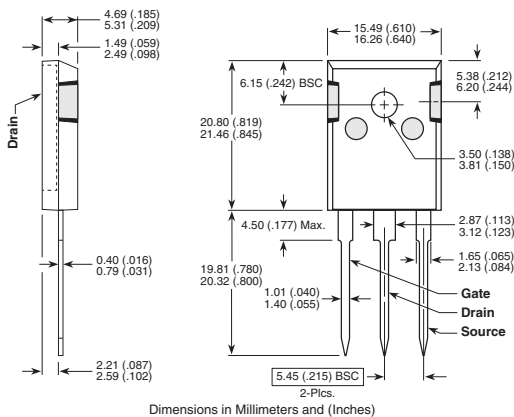 4.69 (.185)
5.31 (.209)
1.49 (.059)
2.49 (.098)
15.49 (.610)
16.26 (.640)
6.15 (.242) BSC
5.38 (.212)
6.20 (.244)
Drain
20.80 (.819)
21.46 (.845)
3.50 (.138)
3.81 (.150)
4.50 (.177) Max.
2.87 (.113)
3.12 (.123)
0.40 (.016)
0.79 (.031)
19.81 (.780)
20.32 (.800)
1.65 (.065)
2.13 (.084)
1.01 (.040)
1.40 (.055)
Gate
Drain
Source
2.21 (.087)
2.59 (.102)
5.45 (.215) BSC
2-Plcs.
Dimensions in Millimeters and (Inches)